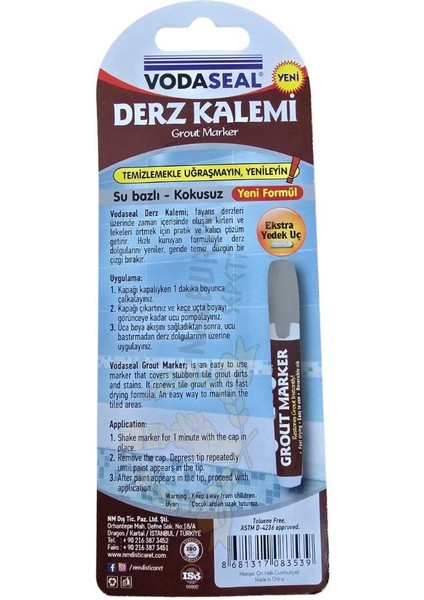 VODASEAL®
YENİ
DERZ KALEMİ
Grout Marker
TEMİZLEMEKLE UĞRAŞMAYIN, YENİLEYİN!
Su bazlı - Kokusuz
Yeni Formül
Ekstra
Yedek Uç
Vodaseal Derz Kalemi; fayans derzleri
üzerinde zaman içerisinde oluşan kirleri ve
lekeleri örtmek için pratik ve kalıcı çözüm
getirir. Hızlı kuruyan formülüyle derz
dolgularını yeniler, geride temiz, düzgün bir
çizgi bırakır.
Uygulama:
1. Kapağı kapalıyken 1 dakika boyunca
çalkalayınız.
2. Kapağı çıkartınız ve keçe uçta boyayı
görünceye kadar ucu pompalayınız.
3. Uca boya akışını sağladıktan sonra, ucu
bastırmadan derz dolgularının üzerine
uygulayınız.
Vodaseal Grout Marker; is an easy to use
marker that covers stubborn tile grout dirts
and stains. It renews tile grout with its fast
drying formula. An easy way to maintain the
tiled areas.
Application:
1. Shake marker for 1 minute with the cap in
place.
2. Remove the cap. Depress tip repeatedly
until paint appears in the tip.
3. After paint appears in the tip, proceed with
application.
GROUT MARKER
Warning : Keep a way from children.
Uyarı : Çocuklardan uzak tutunuz.
NM Dış Tic. Paz. Ltd. Şti.
Orhantepe Mah. Defne Sok. No:18/A
Dragos / Kartal / İSTANBUL / TÜRKİYE
Tel : + 90 216 387 3452
Faks : + 90 216 387 3451
www.nmdisticaret.com
/nmdisticaret
ISO
Toluene Free.
ASTM D-4236 approved.
8 681317 083539
Menşei: Çin Halk Cumhuriyeti
Made in China